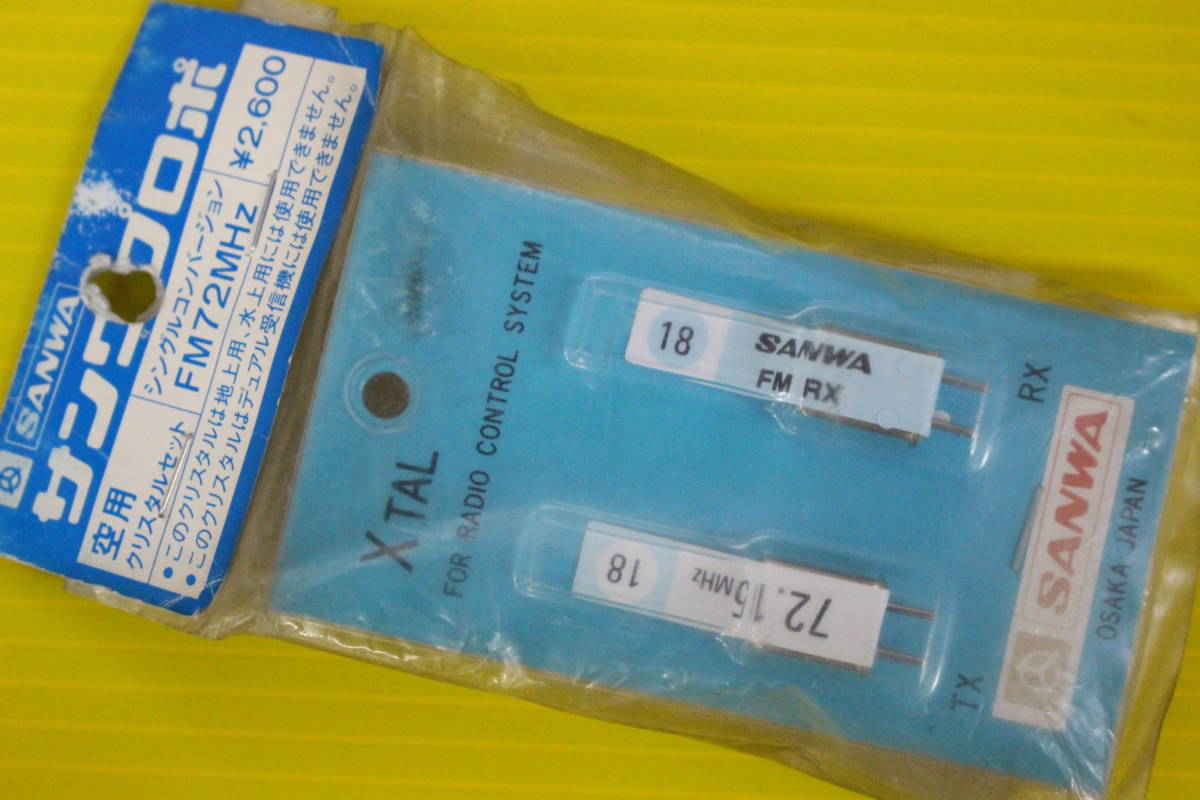 SANWA
サンワプロポ
空用
クリスタルセット
シングルコンバージョン
FM72MHz
¥2,600
●このクリスタルは地上用、水上用には使用できません。
●このクリスタルはデュアル受信機には使用できません。
XTAL
FOR RADIO CONTROL SYSTEM
18
SANWA
FM RX
RX
18
72.15MHz
TX
SANWA
OSAKA JAPAN